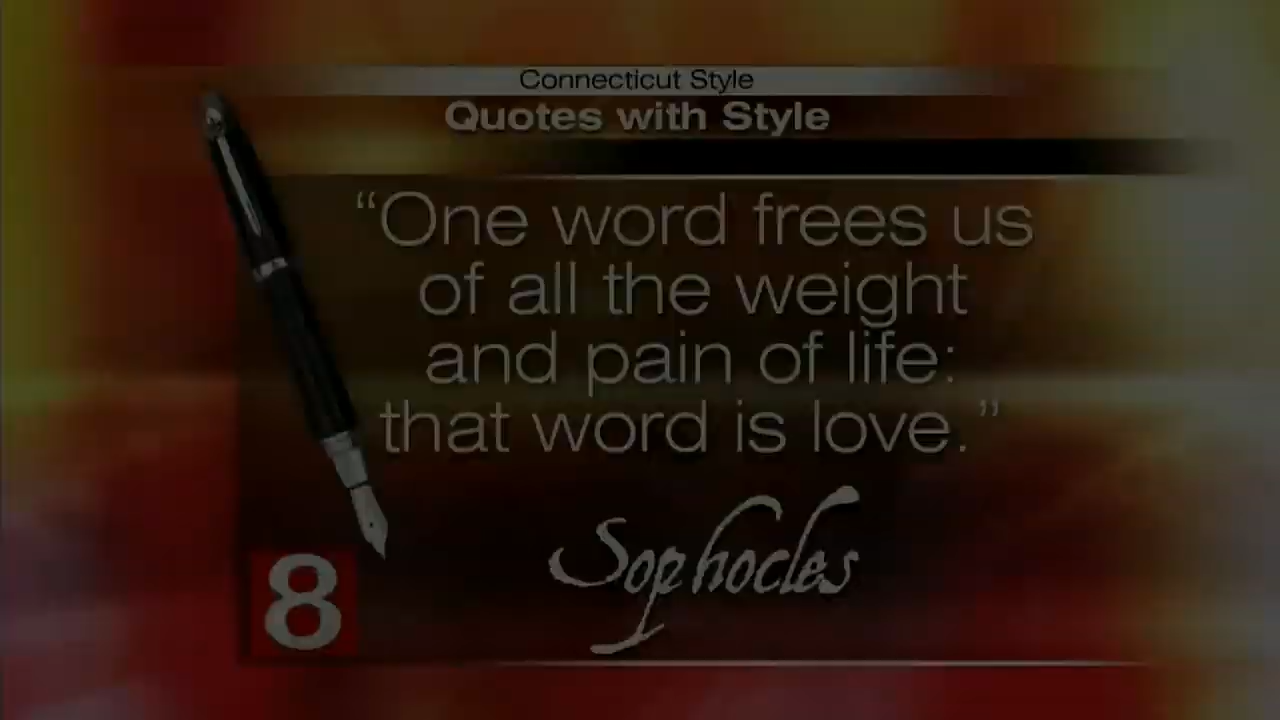 Connecticut Style
Quotes with Style
“One word frees us
of all the weight
and pain of life:
that word is love.”
Sophocles
8